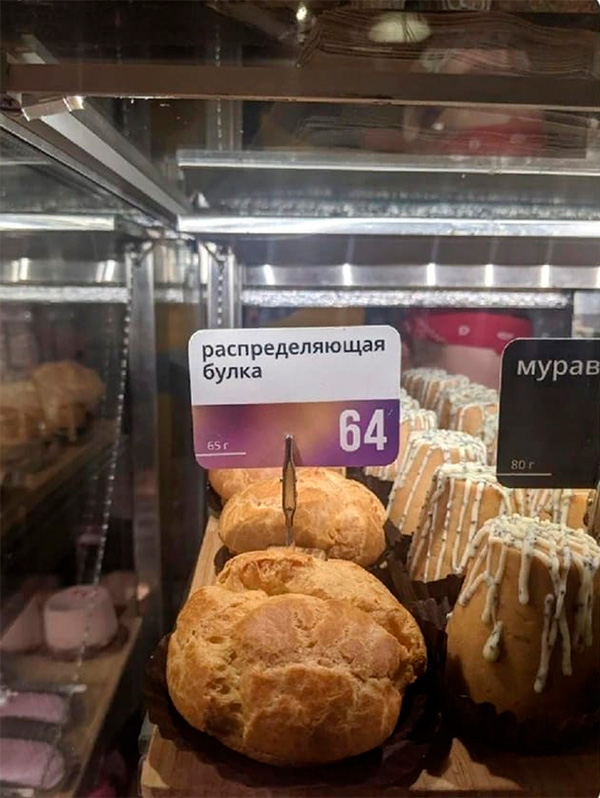 распределяющая
булка
65 г
64
мурав
80 г